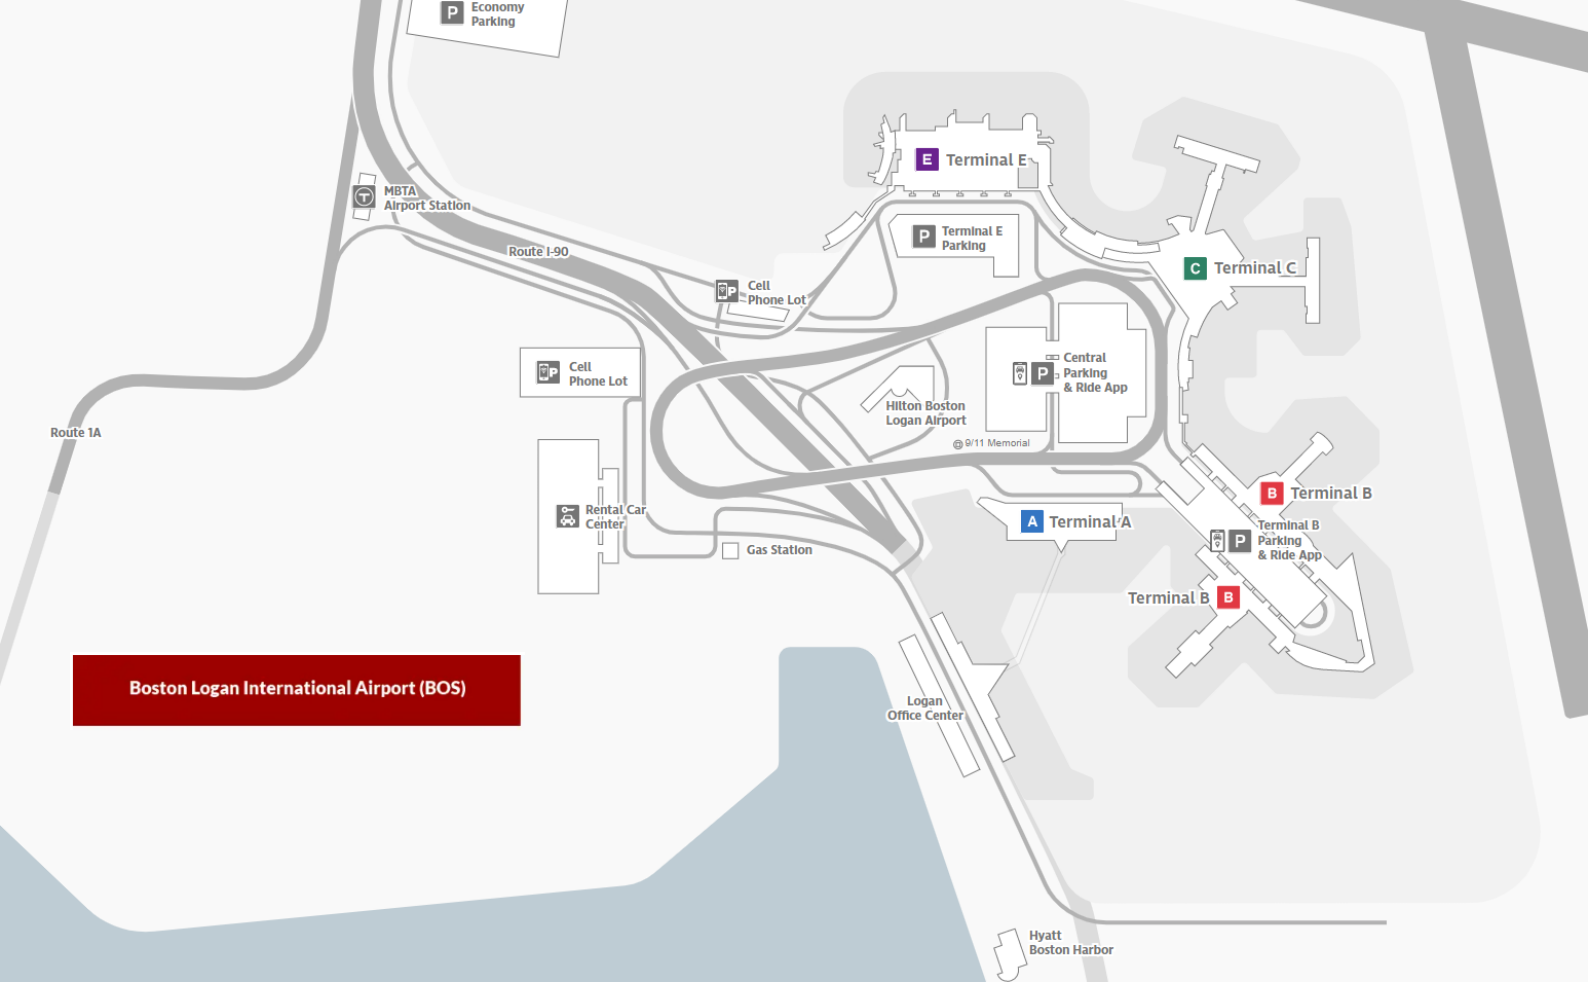 P Economy
Parking
E Terminal E
MBTA
T Airport Station
Route I-90
P Terminal E
Parking
C Terminal C
P Cell
Phone Lot
P Cell
Phone Lot
Central
P Parking
& Ride App
Hilton Boston
Logan Airport
@ 9/11 Memorial
Route 1A
B Terminal B
Rental Car
Center
A Terminal A
Terminal B
P Parking
& Ride App
Gas Station
Terminal B B
Boston Logan International Airport (BOS)
Logan
Office Center
Hyatt
Boston Harbor